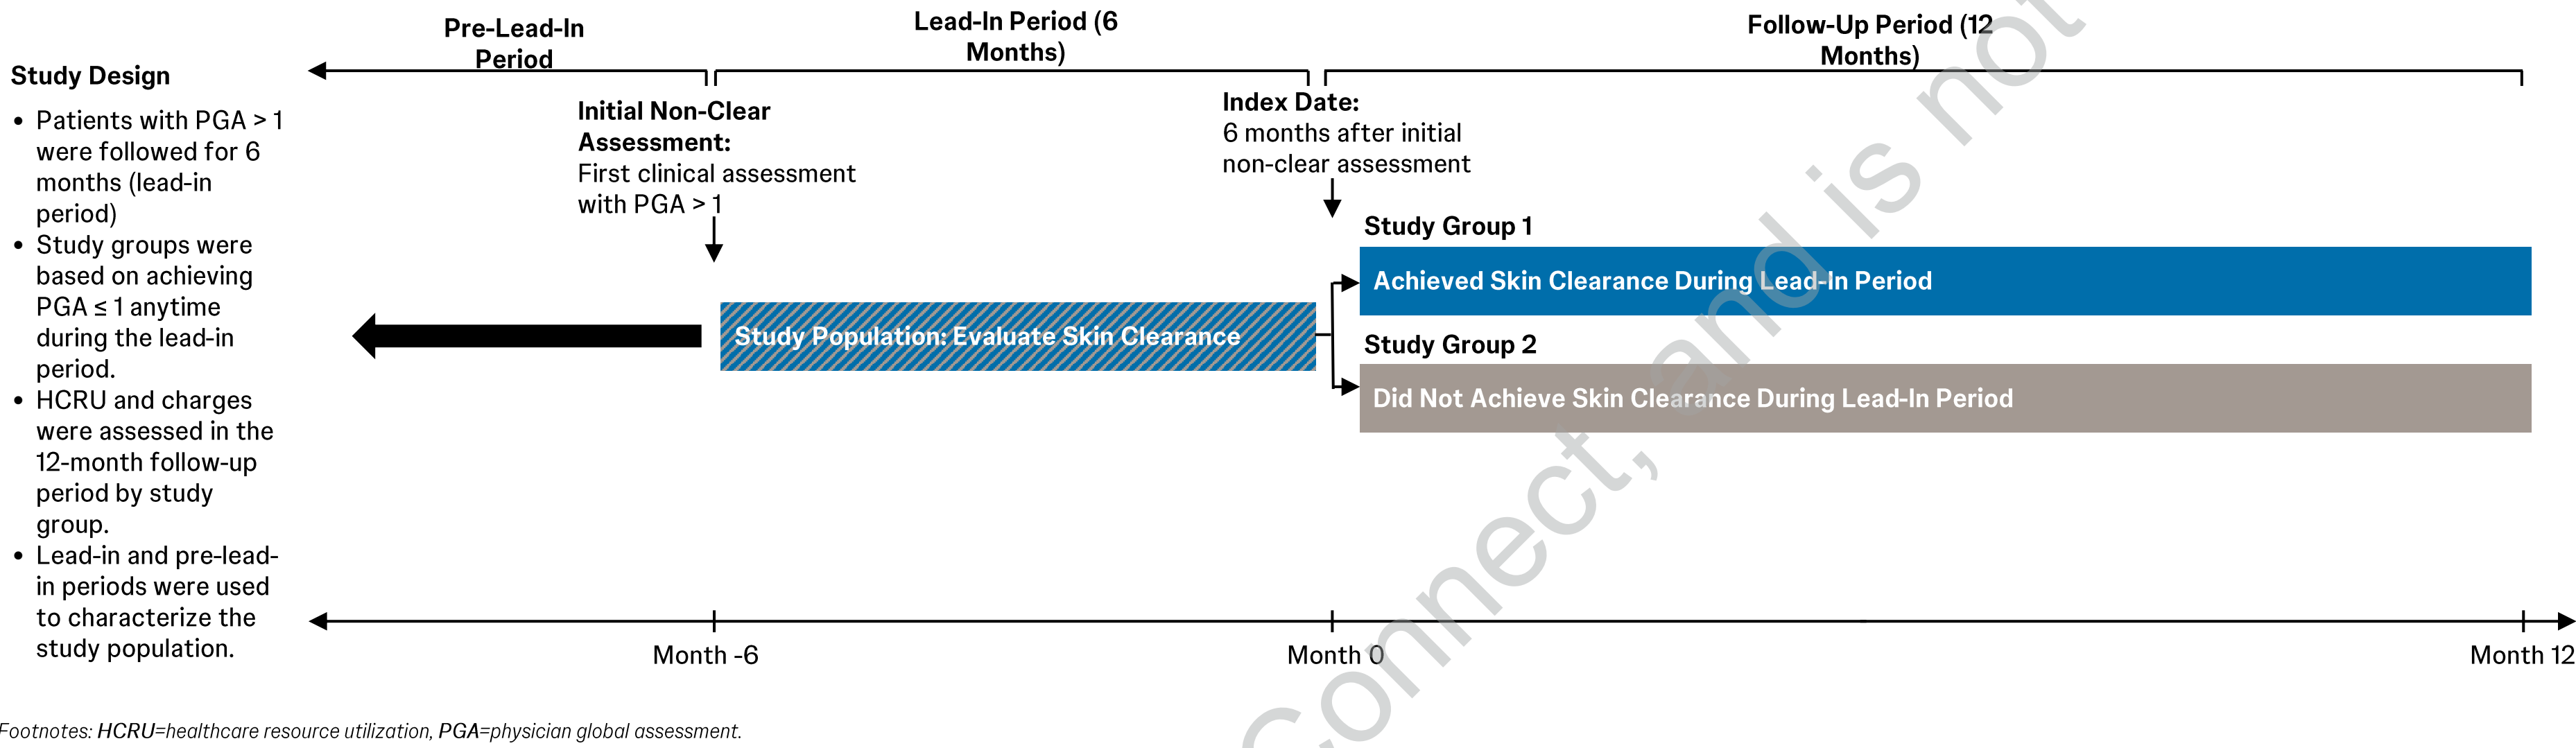 Pre-Lead-In
Period
Lead-In Period (6
Months)
Follow-Up Period (12
Months)
Study Design
• Patients with PGA > 1
were followed for 6
months (lead-in
period)
• Study groups were
based on achieving
PGA ≤ 1 anytime
during the lead-in
period.
• HCRU and charges
were assessed in the
12-month follow-up
period by study
group.
• Lead-in and pre-lead-
in periods were used
to characterize the
study population.
Initial Non-Clear
Assessment:
First clinical assessment
with PGA > 1
Index Date:
6 months after initial
non-clear assessment
Study Population: Evaluate Skin Clearance
Study Group 1
Achieved Skin Clearance During Lead-In Period
Study Group 2
Did Not Achieve Skin Clearance During Lead-In Period
Month -6
Month 0
Month 12
Footnotes: HCRU=healthcare resource utilization, PGA=physician global assessment.
Connect, and is not